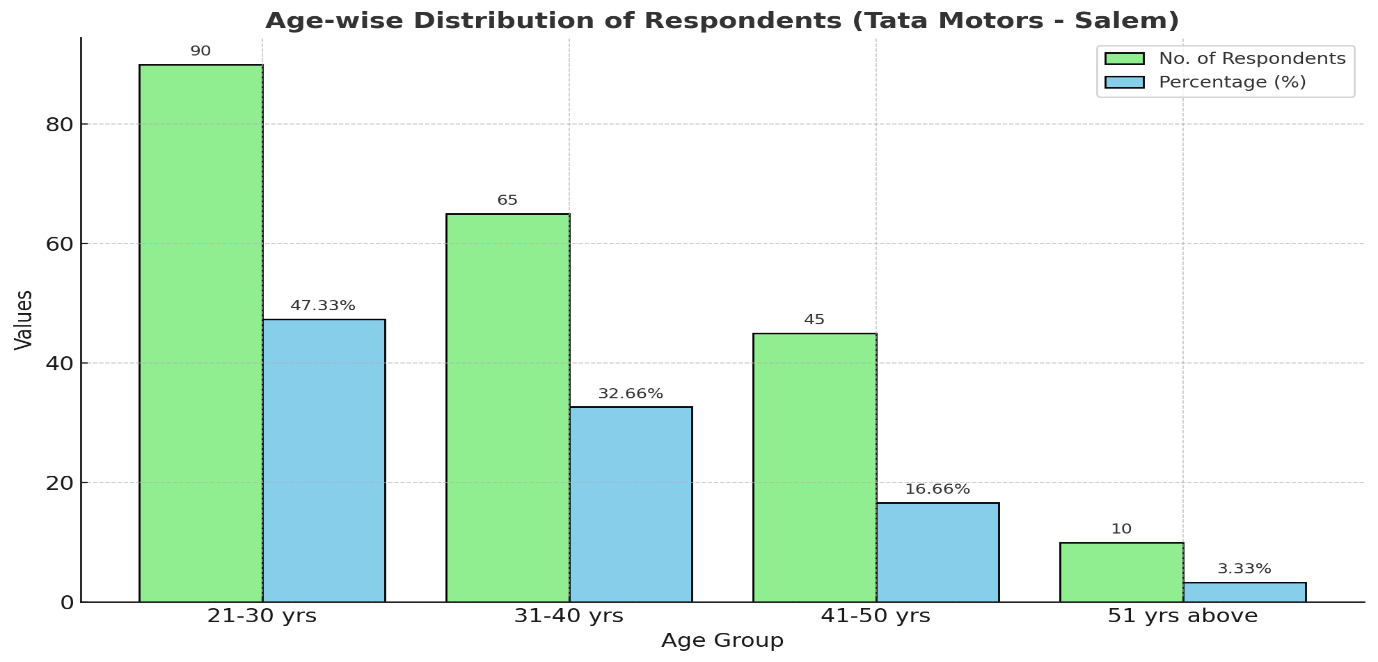 Age-wise Distribution of Respondents (Tata Motors - Salem)
No. of Respondents
Percentage (%)
Values
80
60
40
20
0
90
47.33%
65
32.66%
45
16.66%
10
3.33%
21-30 yrs
31-40 yrs
41-50 yrs
51 yrs above
Age Group